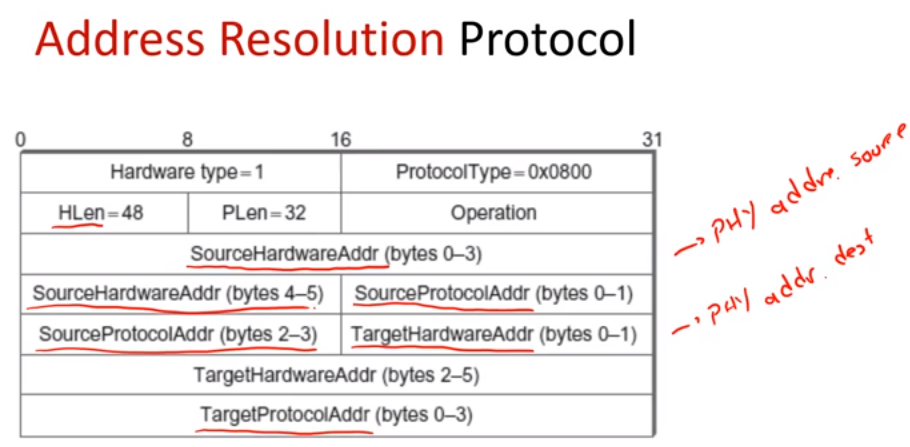 Address Resolution Protocol
0 8 16 31
Hardware type=1 ProtocolType=0x0800
HLen=48 PLen=32 Operation
SourceHardwareAddr (bytes 0–3)
→ PHY addre. source
SourceHardwareAddr (bytes 4–5) SourceProtocolAddr (bytes 0–1)
→ PHY addr. dest
SourceProtocolAddr (bytes 2–3) TargetHardwareAddr (bytes 0–1)
TargetHardwareAddr (bytes 2–5)
TargetProtocolAddr (bytes 0–3)